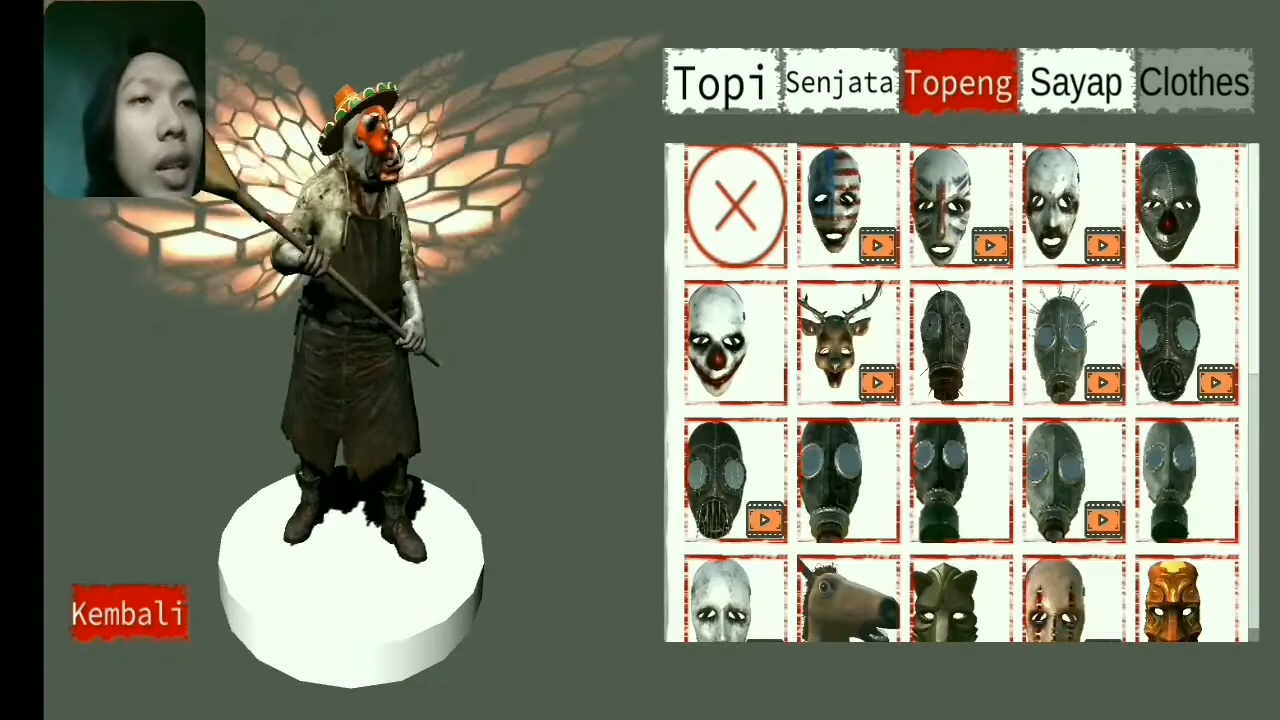 Topi
Senjata
Topeng
Sayap
Clothes
Kembali